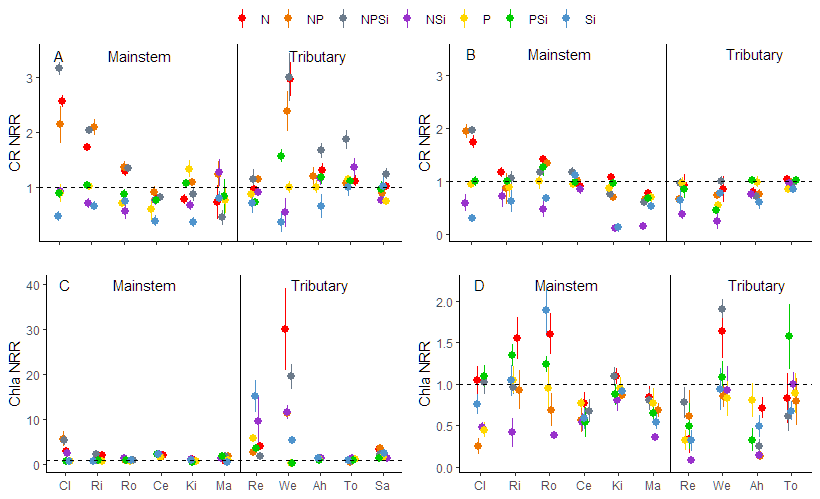 N NP NPSi NSi P PSi Si
A Mainstem Tributary
CR NRR
3
2
1
B Mainstem Tributary
CR NRR
3
2
1
0
C Mainstem Tributary
Chla NRR
40
30
20
10
0
Cl Ri Ro Ce Ki Ma Re We Ah To Sa
D Mainstem Tributary
Chla NRR
2.0
1.5
1.0
0.5
0.0
Cl Ri Ro Ce Ki Ma Re We Ah To